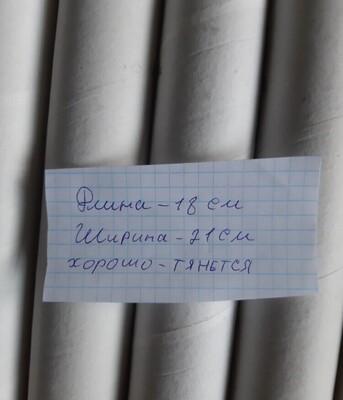 Длина - 18 см
Ширина - 21 см
хорошо - тянется